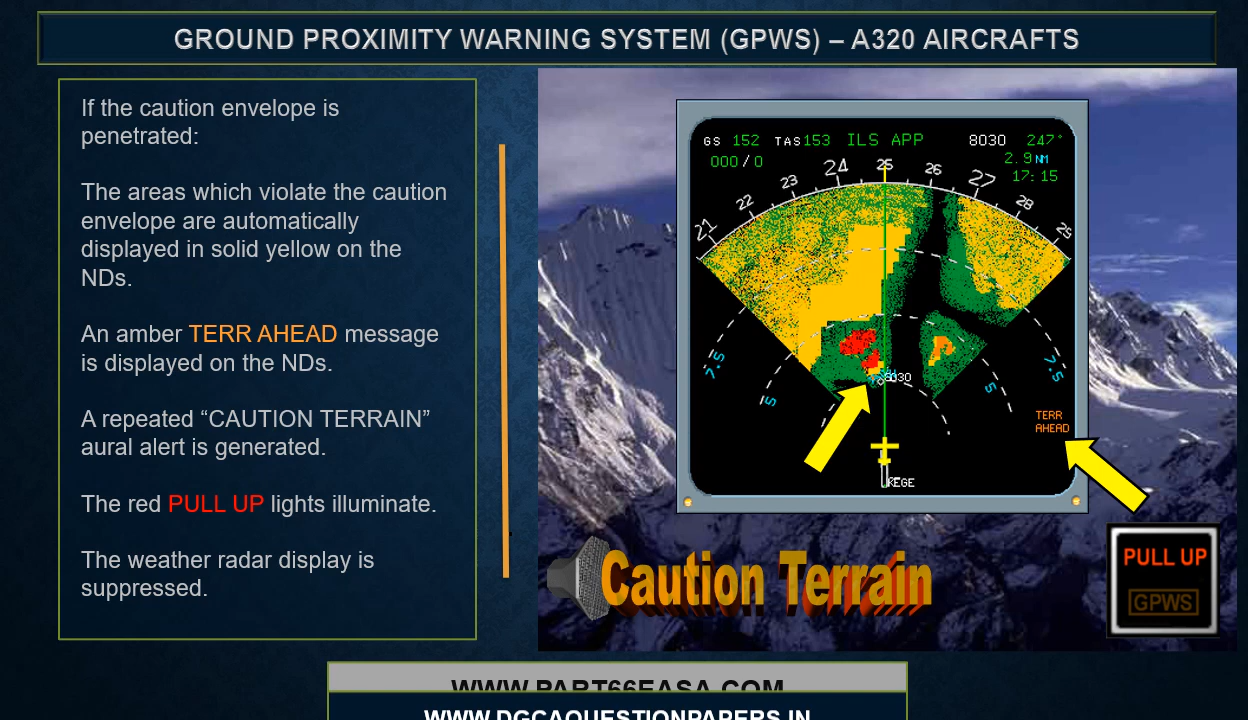 GROUND PROXIMITY WARNING SYSTEM (GPWS) – A320 AIRCRAFTS
If the caution envelope is
penetrated:
The areas which violate the caution
envelope are automatically
displayed in solid yellow on the
NDs.
An amber TERR AHEAD message
is displayed on the NDs.
A repeated “CAUTION TERRAIN”
aural alert is generated.
The red PULL UP lights illuminate.
The weather radar display is
suppressed.
GS 152 TAS 153 ILS APP 8030 247°
000/0 2.9 NM
17:15
21 22 23 24 25 26 27 28
7.5 5 5 7.5
8030
TERR
AHEAD
Caution Terrain
PULL UP
GPWS
WWW.PART66EASA.COM
WWW.DGCAQUESTIONPAPERS.IN